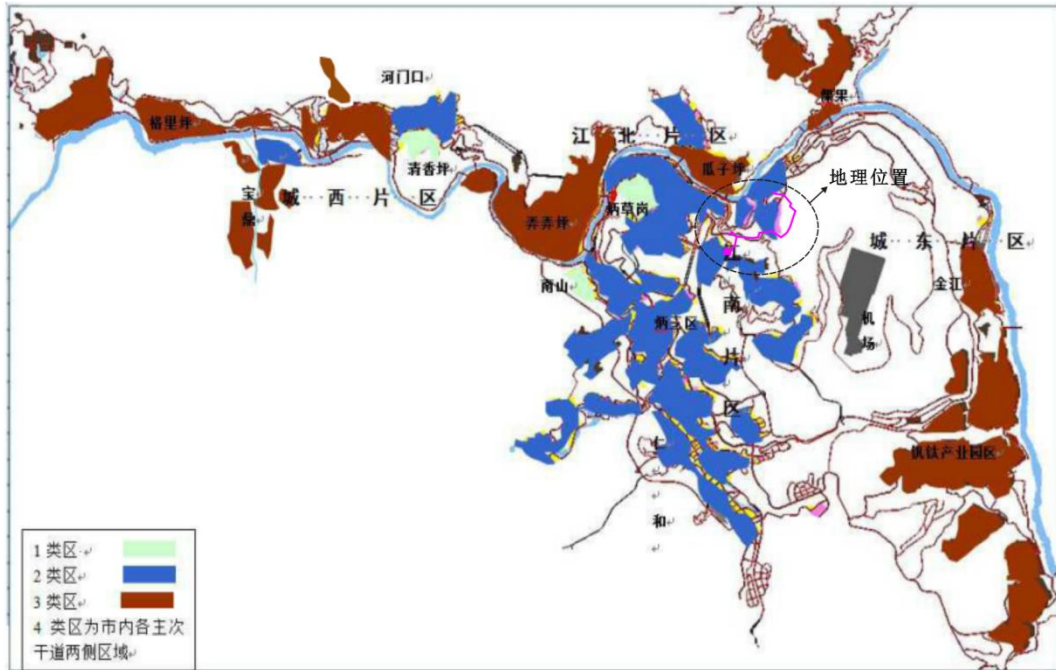 河门口
倮果
格里坪
江 北 片 区
清香坪
瓜子坪
地理位置
宝
鼎
城 西 片 区
炳草岗
弄弄坪
城 东 片 区
江
南
片
区
南山
金江
机
场
炳三区
仁
和
钒钛产业园区
1 类区
2 类区
3 类区
4 类区为市内各主次
干道两侧区域